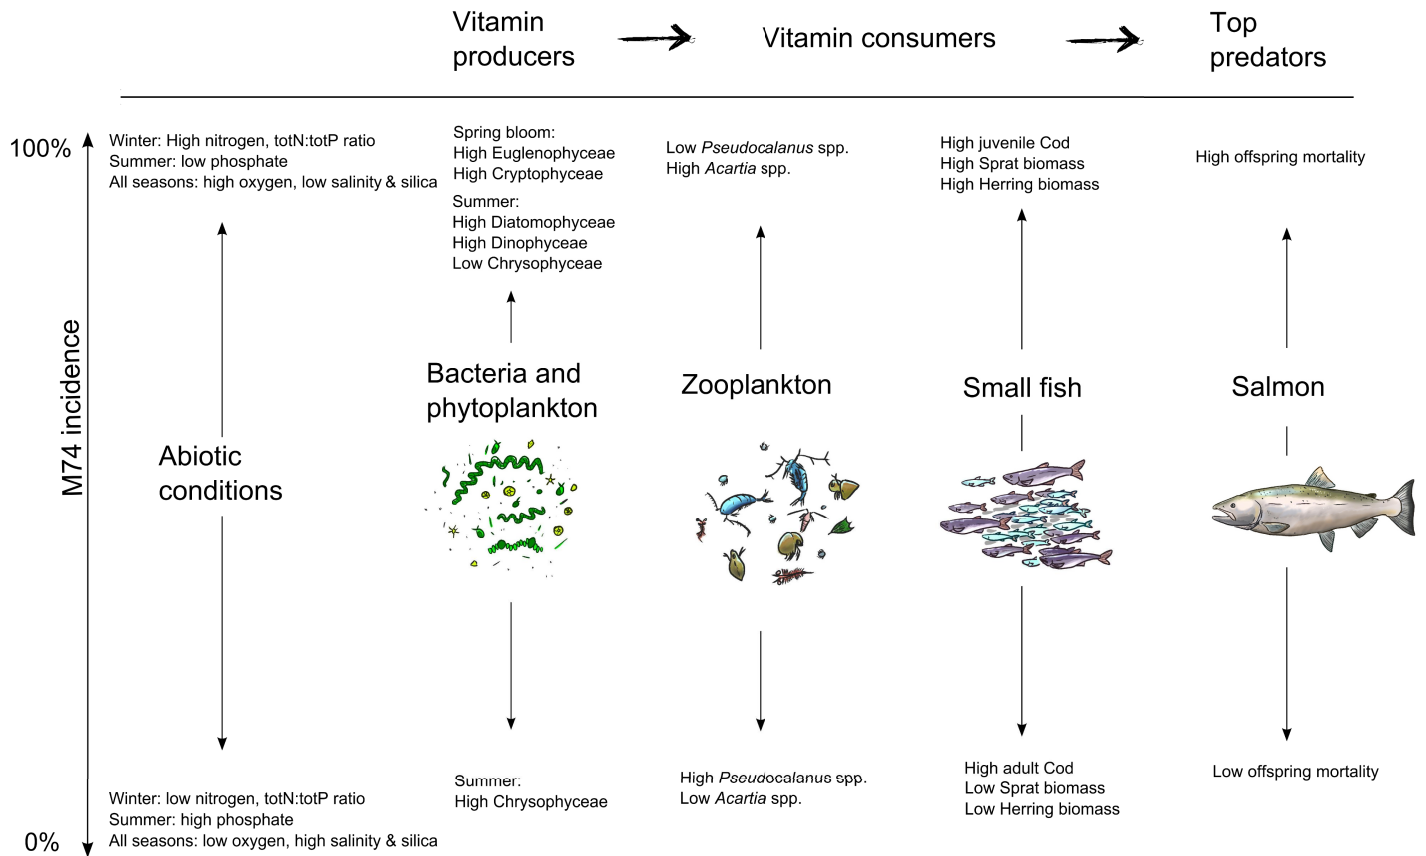 Vitamin
producers
Vitamin consumers
Top
predators
100%
M74 incidence
0%
Winter: High nitrogen, totN:totP ratio
Summer: low phosphate
All seasons: high oxygen, low salinity & silica
Abiotic
conditions
Winter: low nitrogen, totN:totP ratio
Summer: high phosphate
All seasons: low oxygen, high salinity & silica
Spring bloom:
High Euglenophyceae
High Cryptophyceae
Summer:
High Diatomophyceae
High Dinophyceae
Low Chrysophyceae
Bacteria and
phytoplankton
Summer:
High Chrysophyceae
Low Pseudocalanus spp.
High Acartia spp.
Zooplankton
High Pseudocalanus spp.
Low Acartia spp.
High juvenile Cod
High Sprat biomass
High Herring biomass
Small fish
High adult Cod
Low Sprat biomass
Low Herring biomass
High offspring mortality
Salmon
Low offspring mortality